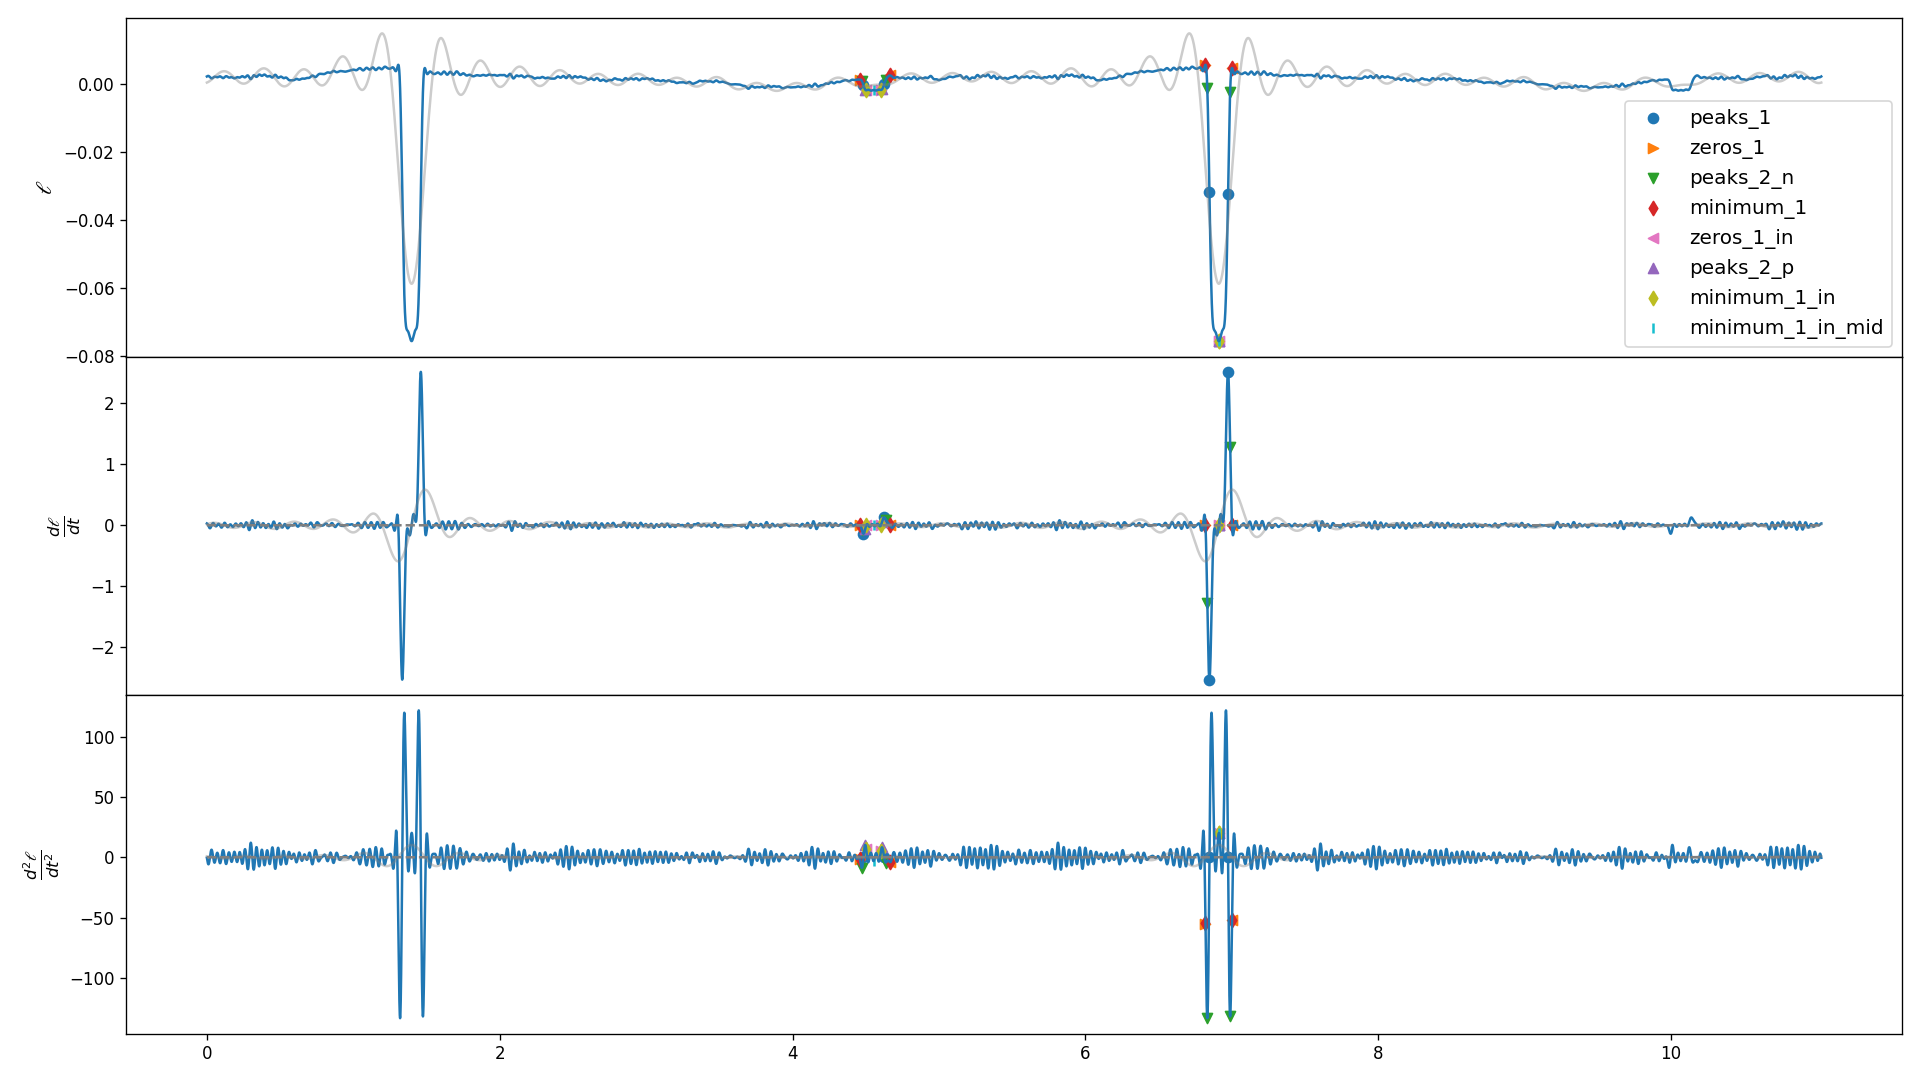 0.00
−0.02
−0.04
−0.06
−0.08
ℓ
peaks_1
zeros_1
peaks_2_n
minimum_1
zeros_1_in
peaks_2_p
minimum_1_in
minimum_1_in_mid
2
1
0
−1
−2
dℓ
dt
100
50
0
−50
−100
d²ℓ
dt²
0 2 4 6 8 10